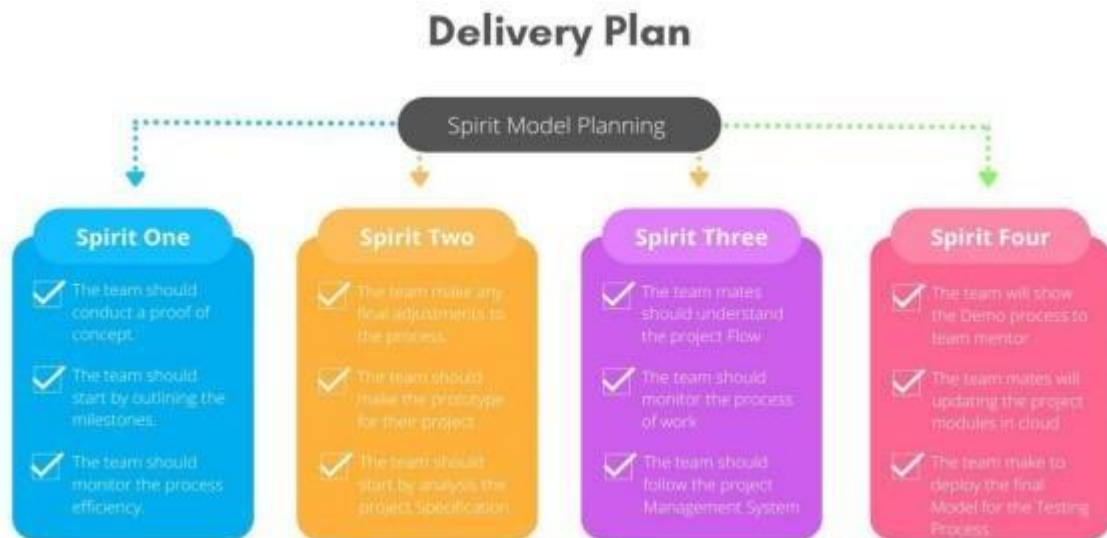 Delivery Plan
Spirit Model Planning
Spirit One
The team should
conduct a proof of
concept.
The team should
start by outlining the
milestones.
The team should
monitor the process
efficiency.
Spirit Two
The team make any
final adjustments to
the process.
The team should
make the prototype
for their project
The team should
start by analysis the
project Specification
Spirit Three
The team mates
should understand
the project Flow
The team should
monitor the process
of work
The team should
follow the project
Management System
Spirit Four
The team will show
the Demo process to
team mentor
The team mates will
updating the project
modules in cloud
The team make to
deploy the final
Model for the Testing
Process